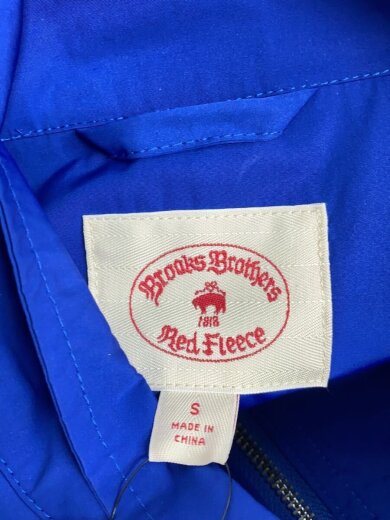 Brooks Brothers
1818
Red Fleece
S
MADE IN
CHINA